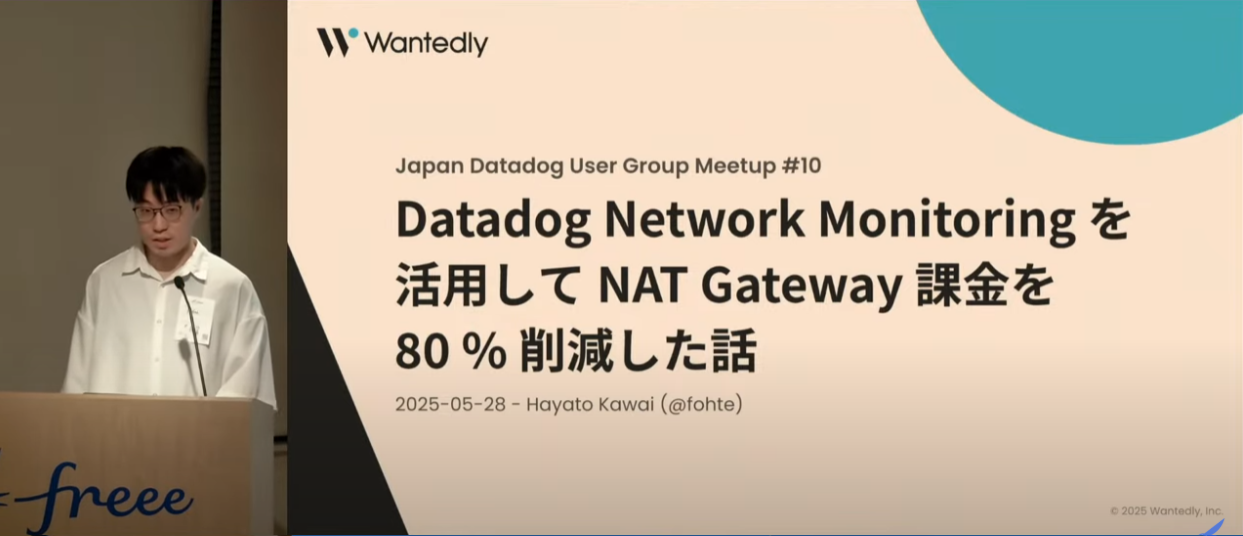 Wantedly
Japan Datadog User Group Meetup #10
Datadog Network Monitoring を
活用して NAT Gateway 課金を
80 % 削減した話
2025-05-28 - Hayato Kawai (@fohte)
freee
© 2025 Wantedly, Inc.